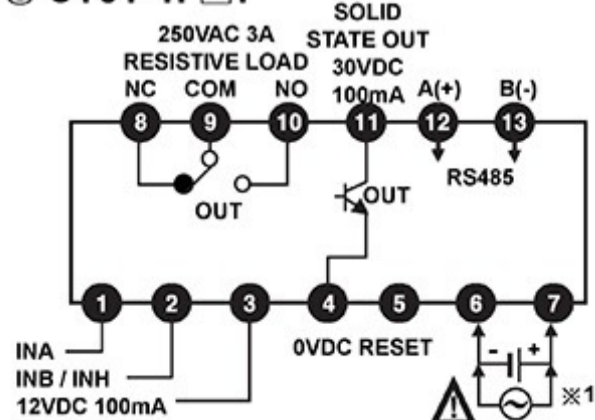 250VAC 3A
RESISTIVE LOAD
NC COM NO
SOLID
STATE OUT
30VDC
100mA
A(+) B(-)
8 9 10 11 12 13
RS485
OUT
OUT
1 2 3 4 5 6 7
INA
INB / INH
12VDC 100mA
0VDC RESET
- +
※1